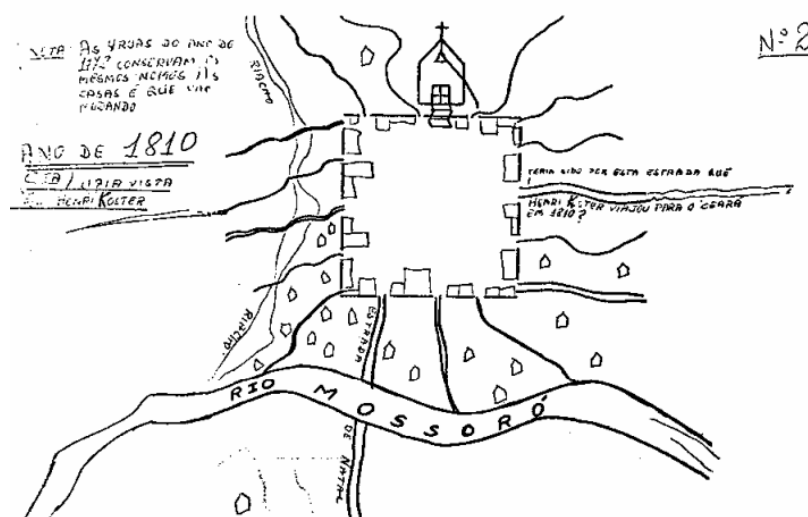 NOTA: AS RUAS DO ANO DE
1772 CONSERVAM OS
MESMOS NOMES AS
CASAS É QUE VÃO
MUDANDO
Nº 2
ANO DE 1810
VISTA
HENRI KOSTER
RIACHO
TERIA SIDO POR ESTA ESTRADA QUE
HENRI KOSTER VIAJOU PARA O CEARÁ
EM 1810?
RIACHO
ESTRADA
RIO MOSSORÓ
DE NATAL